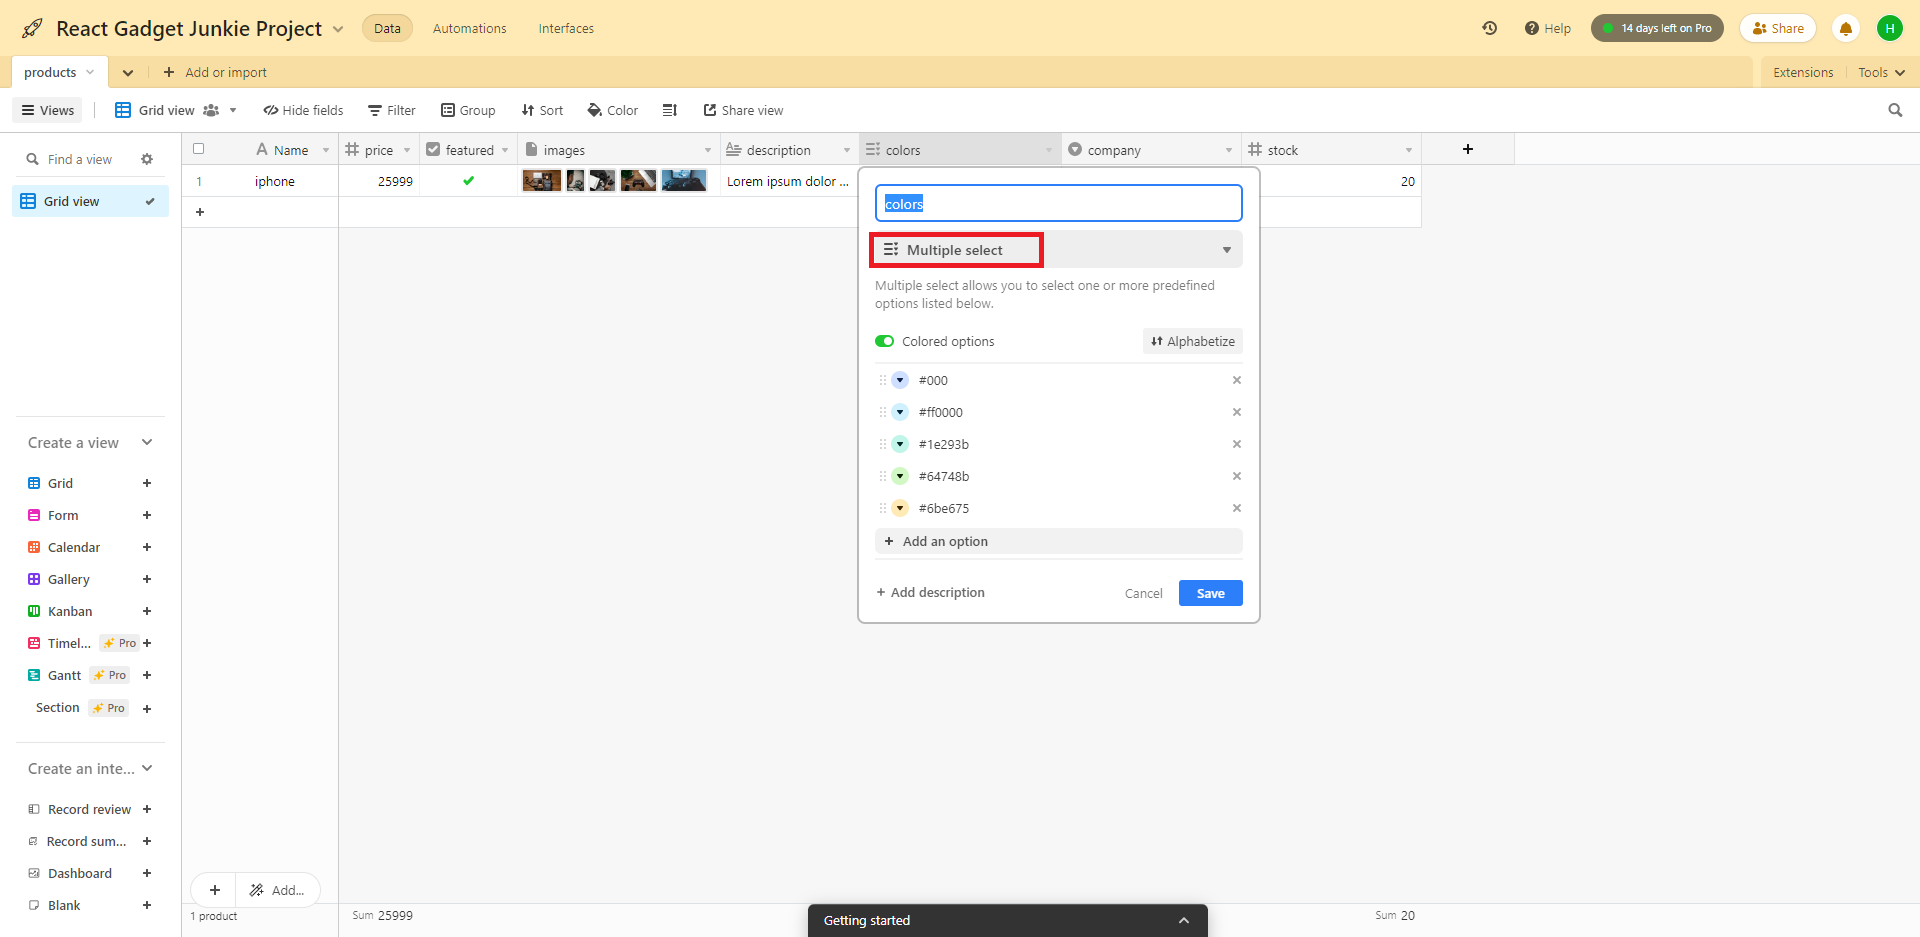 React Gadget Junkie Project
Data
Automations
Interfaces
Help
14 days left on Pro
Share
H
products
Add or import
Extensions
Tools
Views
Grid view
Hide fields
Filter
Group
Sort
Color
Share view
Find a view
Grid view
Name
price
featured
images
description
colors
company
stock
1
iphone
25999
Lorem ipsum dolor ...
20
colors
Multiple select
Multiple select allows you to select one or more predefined
options listed below.
Colored options
Alphabetize
#000
#ff0000
#1e293b
#64748b
#6be675
Add an option
Add description
Cancel
Save
Create a view
Grid
Form
Calendar
Gallery
Kanban
Timel...
Pro
Gantt
Pro
Section
Pro
Create an inte...
Record review
Record sum...
Dashboard
Blank
Add...
1 product
Sum 25999
Getting started
Sum 20